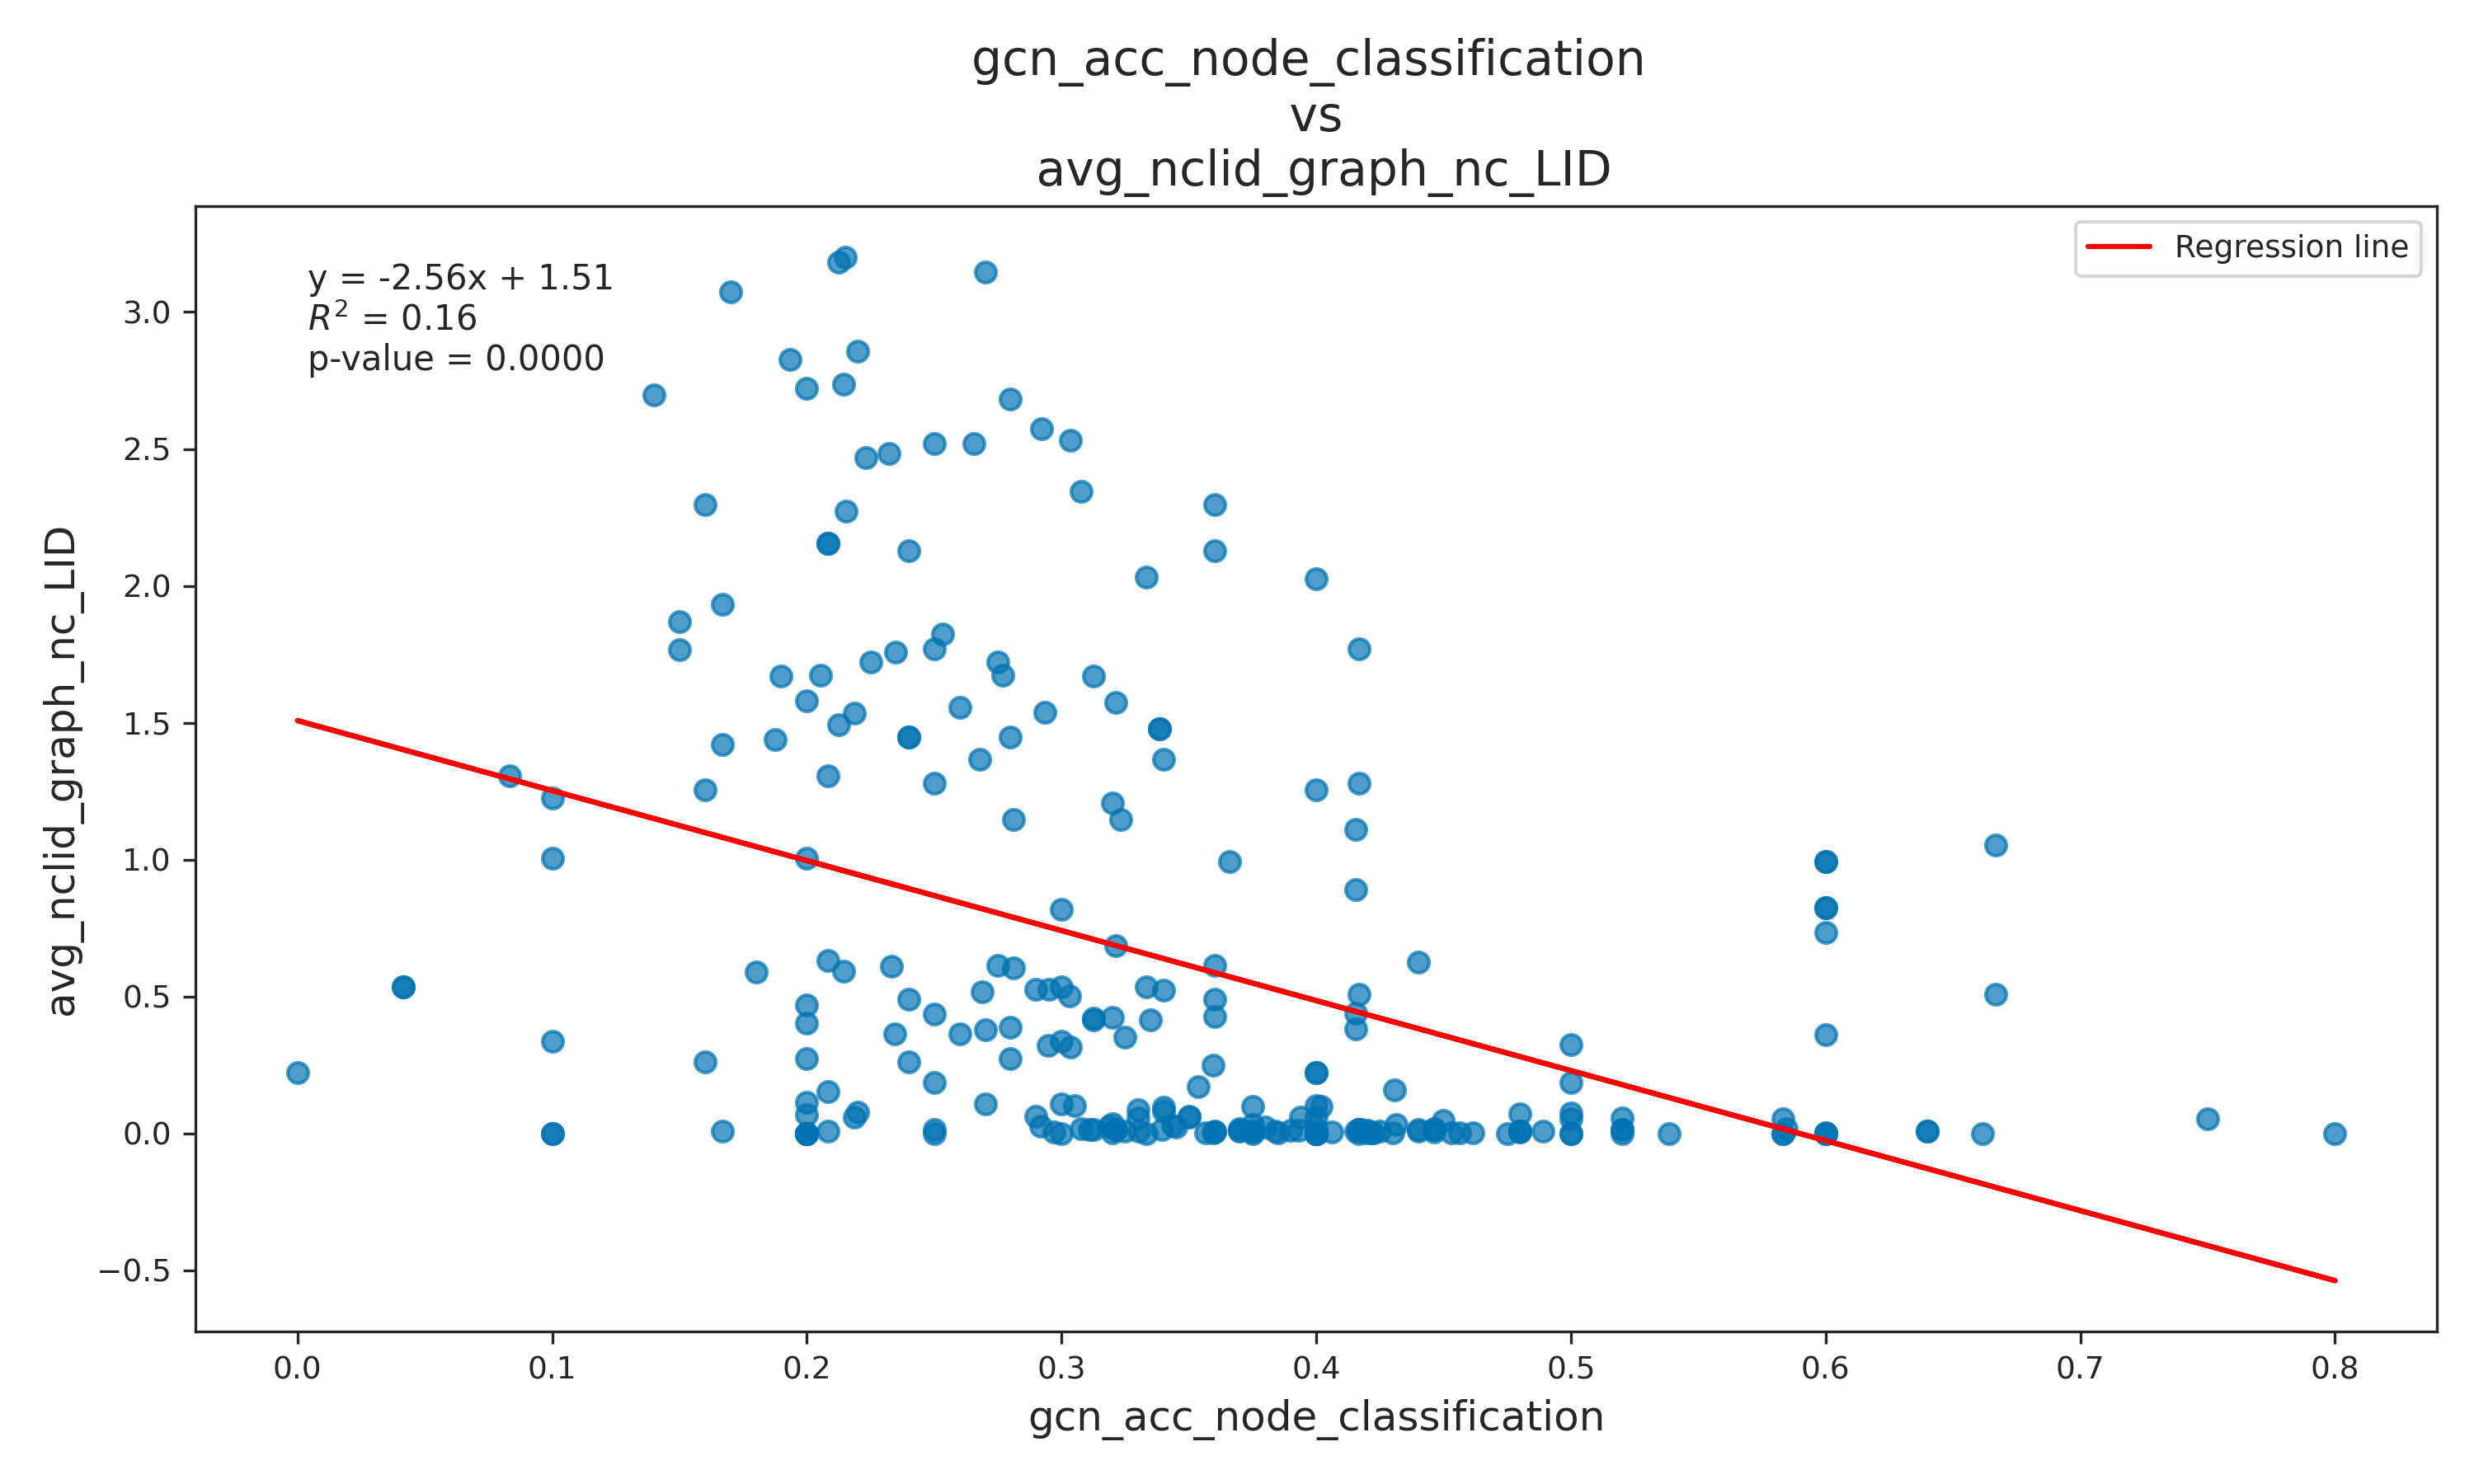 gcn_acc_node_classification
vs
avg_nclid_graph_nc_LID
y = -2.56x + 1.51
R² = 0.16
p-value = 0.0000
Regression line
avg_nclid_graph_nc_LID
3.0
2.5
2.0
1.5
1.0
0.5
0.0
−0.5
0.0 0.1 0.2 0.3 0.4 0.5 0.6 0.7 0.8
gcn_acc_node_classification